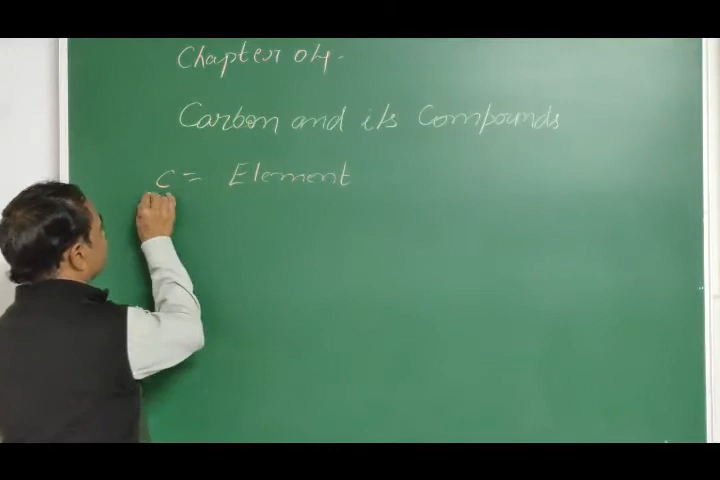 Chapter 04.
Carbon and its Compounds
C = Element